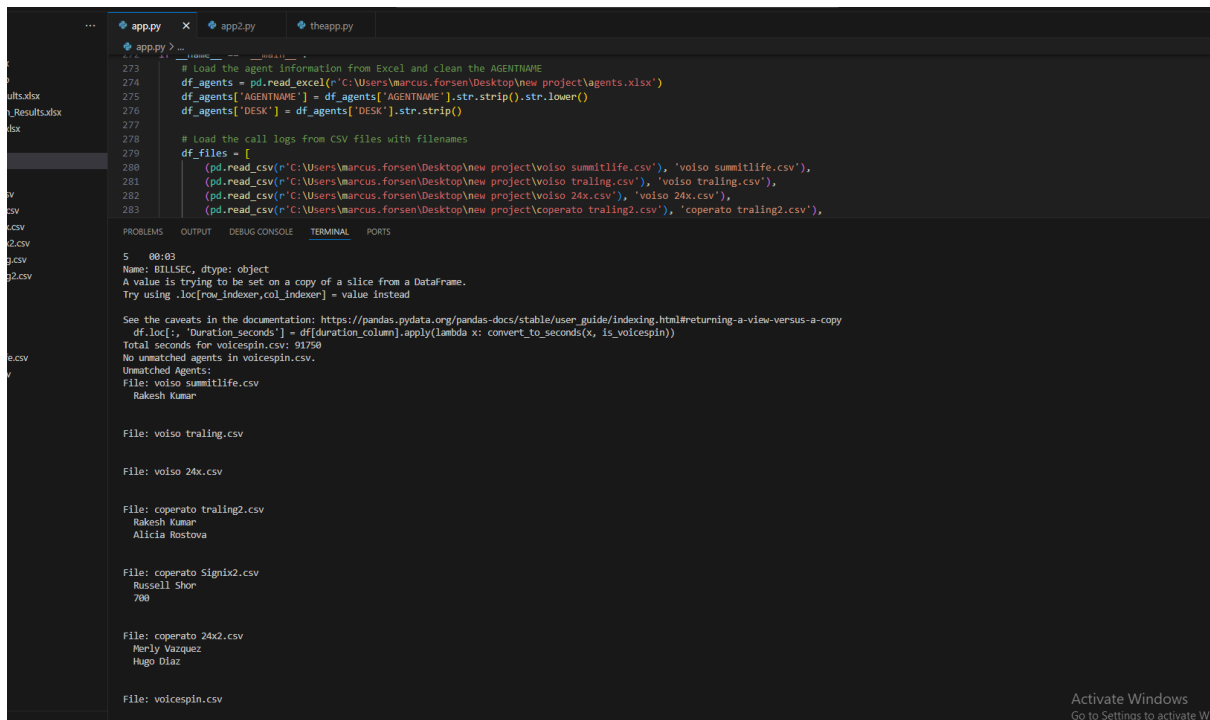 ...
app.py
app2.py
theapp.py
app.py > ...
ults.xlsx
n_Results.xlsx
xlsx
csv
2.csv
g.csv
g2.csv
e.csv
273 # Load the agent information from Excel and clean the AGENTNAME
274 df_agents = pd.read_excel(r'C:\Users\marcus.forsen\Desktop\new project\agents.xlsx')
275 df_agents['AGENTNAME'] = df_agents['AGENTNAME'].str.strip().str.lower()
276 df_agents['DESK'] = df_agents['DESK'].str.strip()
277
278 # Load the call logs from CSV files with filenames
279 df_files = [
280 (pd.read_csv(r'C:\Users\marcus.forsen\Desktop\new project\voiso summitlife.csv'), 'voiso summitlife.csv'),
281 (pd.read_csv(r'C:\Users\marcus.forsen\Desktop\new project\voiso traling.csv'), 'voiso traling.csv'),
282 (pd.read_csv(r'C:\Users\marcus.forsen\Desktop\new project\voiso 24x.csv'), 'voiso 24x.csv'),
283 (pd.read_csv(r'C:\Users\marcus.forsen\Desktop\new project\coperato traling2.csv'), 'coperato traling2.csv'),
PROBLEMS OUTPUT DEBUG CONSOLE TERMINAL PORTS
5 00:03
Name: BILLSEC, dtype: object
A value is trying to be set on a copy of a slice from a DataFrame.
Try using .loc[row_indexer,col_indexer] = value instead
See the caveats in the documentation: https://pandas.pydata.org/pandas-docs/stable/user_guide/indexing.html#returning-a-view-versus-a-copy
df.loc[:, 'Duration_seconds'] = df[duration_column].apply(lambda x: convert_to_seconds(x, is_voicespin))
Total seconds for voicespin.csv: 91750
No unmatched agents in voicespin.csv.
Unmatched Agents:
File: voiso summitlife.csv
Rakesh Kumar
File: voiso traling.csv
File: voiso 24x.csv
File: coperato traling2.csv
Rakesh Kumar
Alicia Rostova
File: coperato Signix2.csv
Russell Shor
700
File: coperato 24x2.csv
Merly Vazquez
Hugo Diaz
File: voicespin.csv
Activate Windows
Go to Settings to activate W